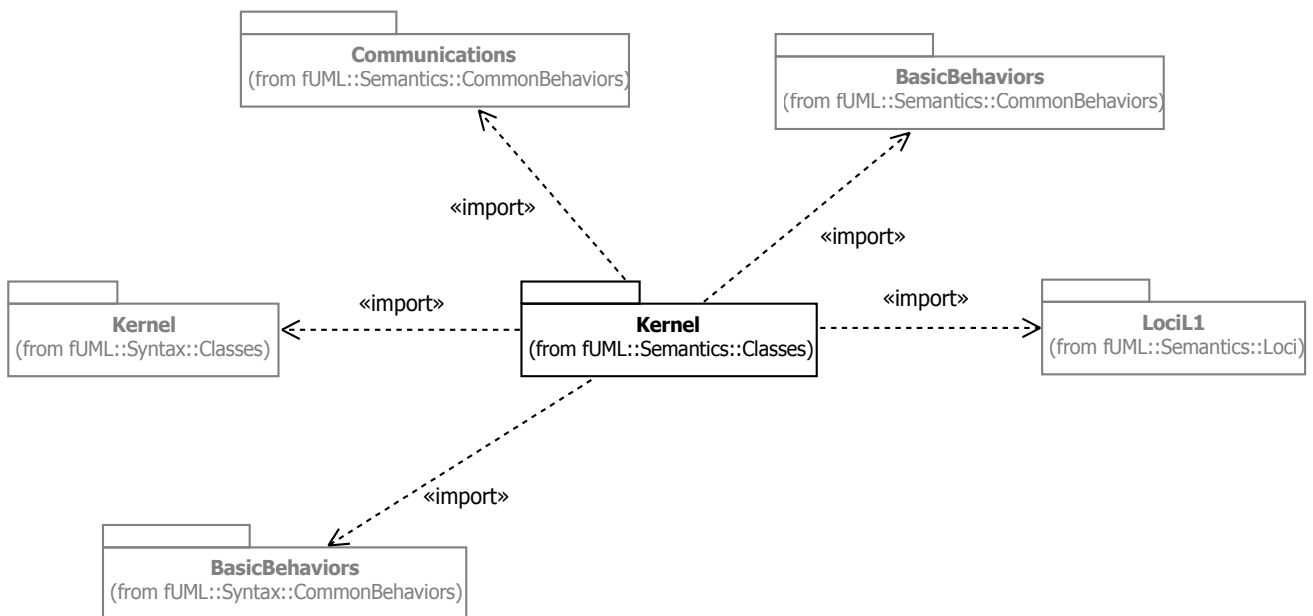 Communications
(from fUML::Semantics::CommonBehaviors)
BasicBehaviors
(from fUML::Semantics::CommonBehaviors)
«import»
«import»
Kernel
(from fUML::Syntax::Classes)
«import»
Kernel
(from fUML::Semantics::Classes)
«import»
LociL1
(from fUML::Semantics::Loci)
«import»
BasicBehaviors
(from fUML::Syntax::CommonBehaviors)